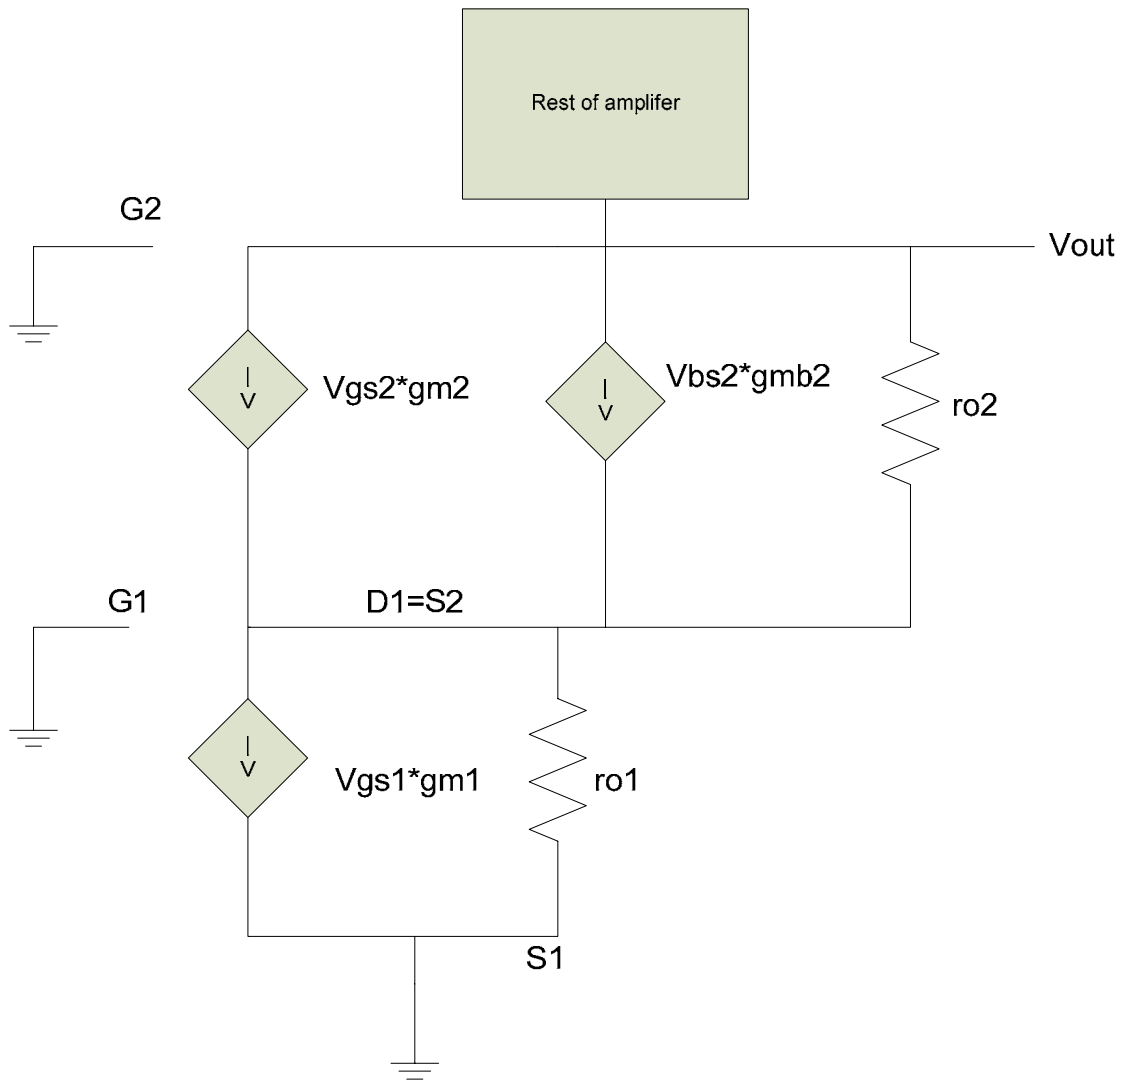 Rest of amplifer
G2
Vout
Vgs2*gm2
Vbs2*gmb2
ro2
G1
D1=S2
Vgs1*gm1
ro1
S1